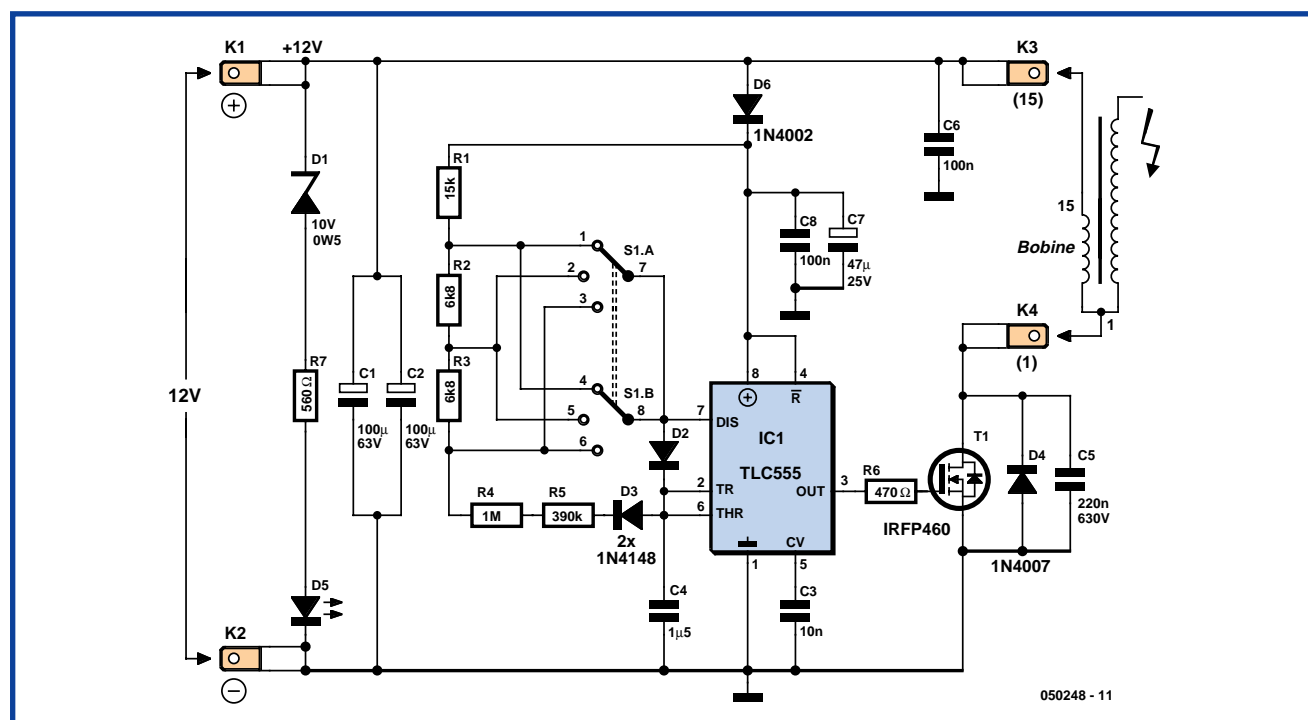 K1
+12V
K3
(15)
D6
1N4002
C6
100n
D1
10V
0W5
R1
15k
C8
100n
C7
47µ
25V
15
Bobine
1
S1.A
7
2
3
R2
6k8
K4
(1)
1
R7
560 Ω
R3
6k8
4
S1.B
8
5
6
12V
C1
100µ
63V
C2
100µ
63V
8
4
R
7
DIS
IC1
D2
TLC555
2
TR
OUT
3
R6
470 Ω
T1
D4
C5
220n
630V
R4
1M
R5
390k
D3
6
THR
2x
1N4148
IRFP460
CV
1
5
1N4007
D5
C4
1µ5
C3
10n
K2
050248 - 11